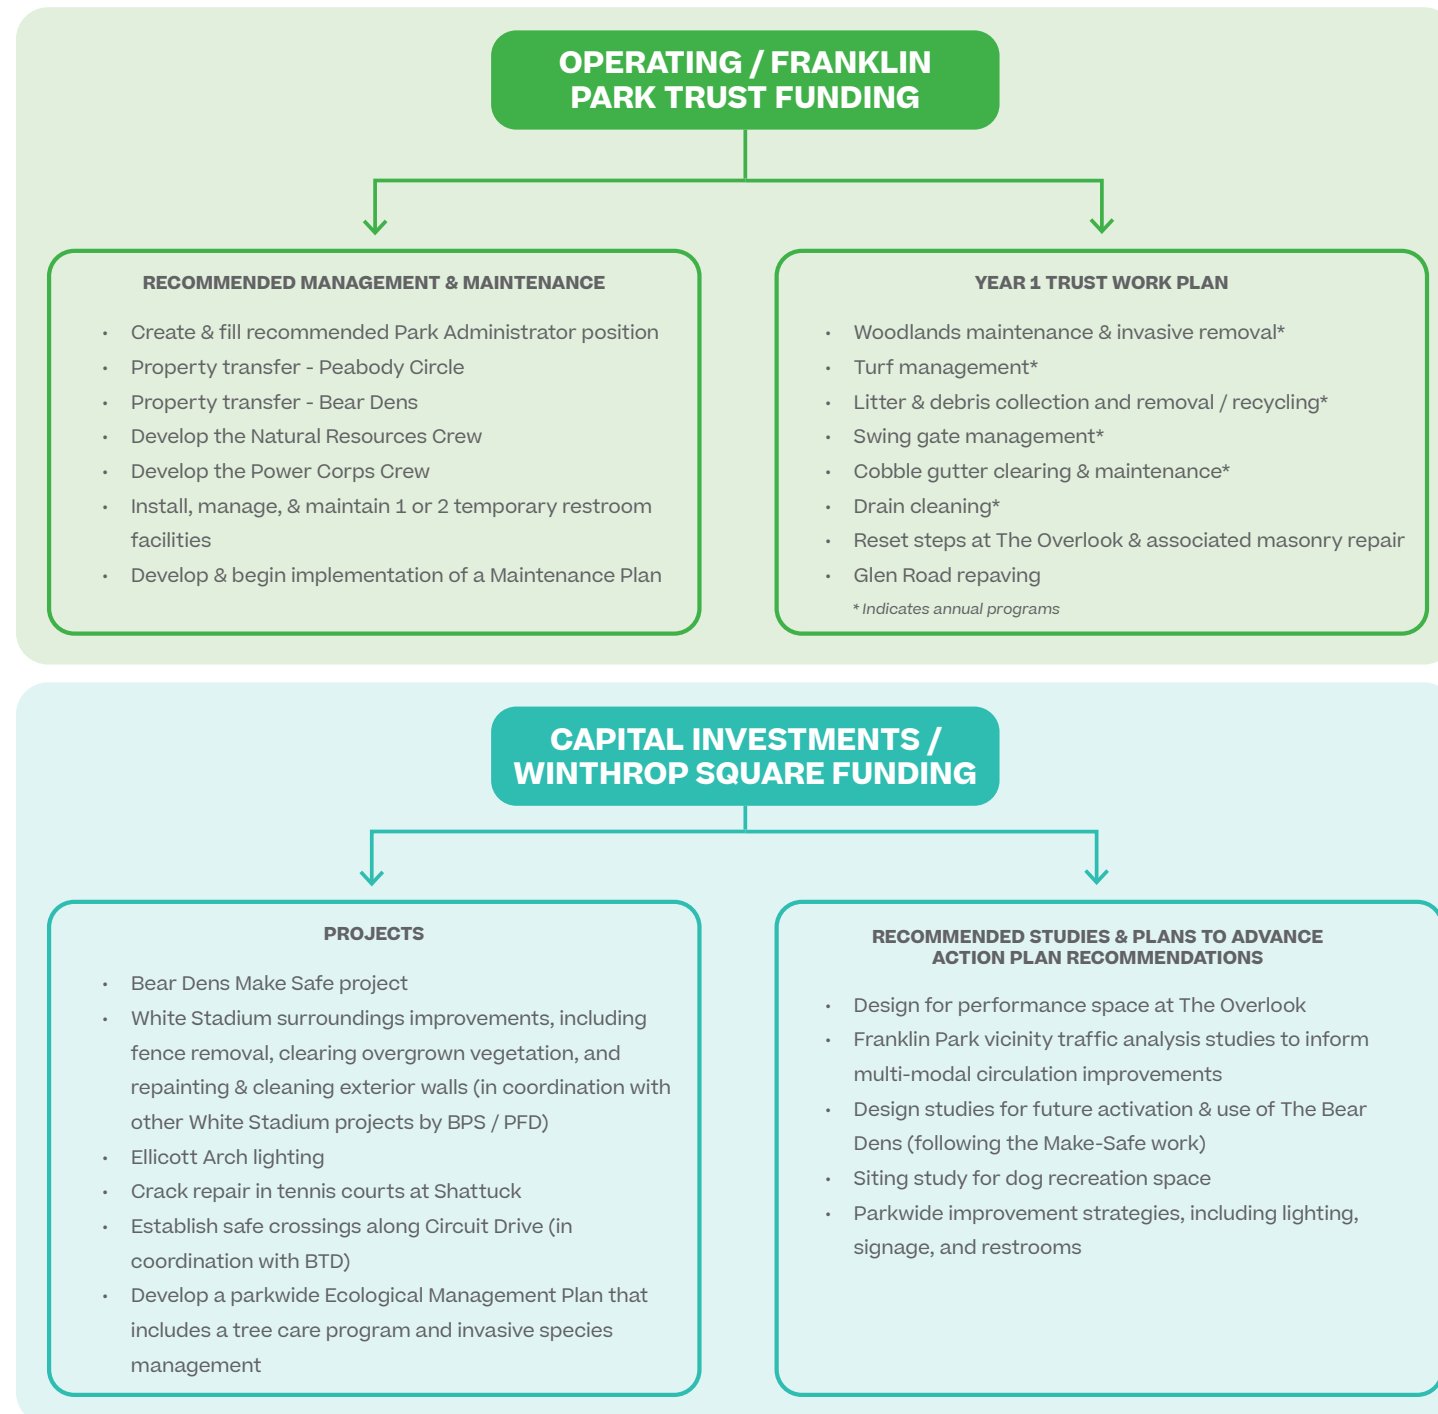 OPERATING / FRANKLIN
PARK TRUST FUNDING
RECOMMENDED MANAGEMENT & MAINTENANCE
• Create & fill recommended Park Administrator position
• Property transfer - Peabody Circle
• Property transfer - Bear Dens
• Develop the Natural Resources Crew
• Develop the Power Corps Crew
• Install, manage, & maintain 1 or 2 temporary restroom
facilities
• Develop & begin implementation of a Maintenance Plan
YEAR 1 TRUST WORK PLAN
• Woodlands maintenance & invasive removal*
• Turf management*
• Litter & debris collection and removal / recycling*
• Swing gate management*
• Cobble gutter clearing & maintenance*
• Drain cleaning*
• Reset steps at The Overlook & associated masonry repair
• Glen Road repaving
* Indicates annual programs
CAPITAL INVESTMENTS /
WINTHROP SQUARE FUNDING
PROJECTS
• Bear Dens Make Safe project
• White Stadium surroundings improvements, including
fence removal, clearing overgrown vegetation, and
repainting & cleaning exterior walls (in coordination with
other White Stadium projects by BPS / PFD)
• Ellicott Arch lighting
• Crack repair in tennis courts at Shattuck
• Establish safe crossings along Circuit Drive (in
coordination with BTD)
• Develop a parkwide Ecological Management Plan that
includes a tree care program and invasive species
management
RECOMMENDED STUDIES & PLANS TO ADVANCE
ACTION PLAN RECOMMENDATIONS
• Design for performance space at The Overlook
• Franklin Park vicinity traffic analysis studies to inform
multi-modal circulation improvements
• Design studies for future activation & use of The Bear
Dens (following the Make-Safe work)
• Siting study for dog recreation space
• Parkwide improvement strategies, including lighting,
signage, and restrooms